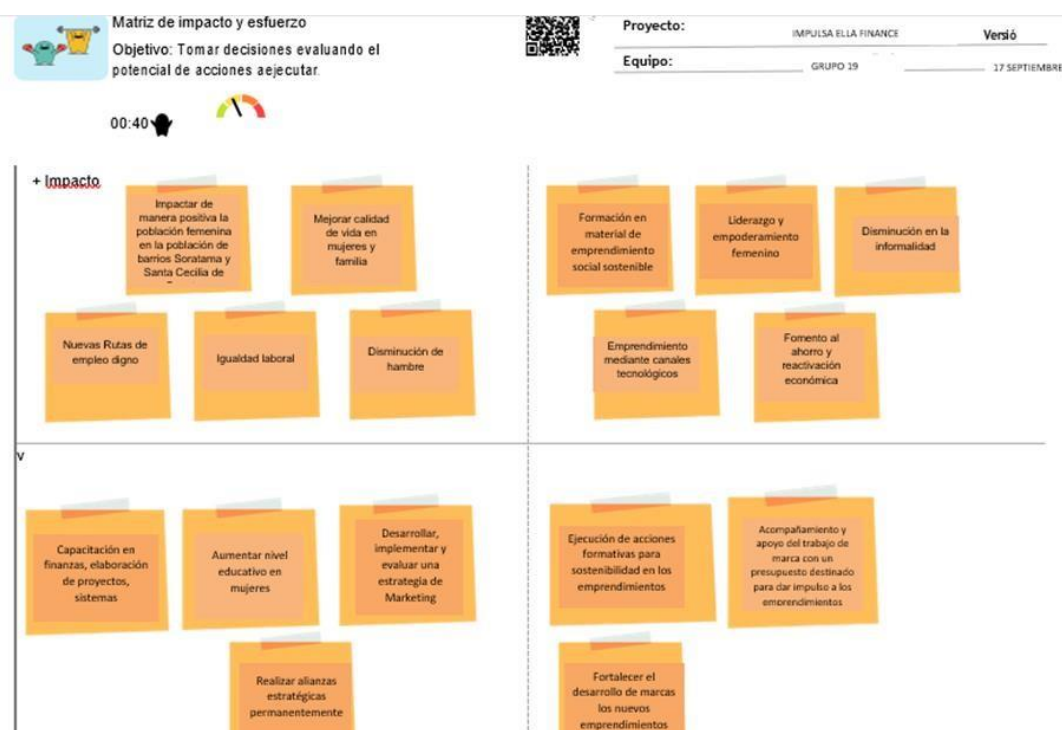 Matriz de impacto y esfuerzo
Objetivo: Tomar decisiones evaluando el
potencial de acciones aejecutar.
00:40
Proyecto:
IMPULSA ELLA FINANCE
Versió
Equipo:
GRUPO 19
17 SEPTIEMBRE
+ Impacto
Impactar de
manera positiva la
población femenina
en la población de
barrios Soratama y
Santa Cecilia de
Mejorar calidad
de vida en
mujeres y
familia
Formación en
material de
emprendimiento
social sostenible
Liderazgo y
empoderamiento
femenino
Disminución en la
informalidad
Nuevas Rutas de
empleo digno
Igualdad laboral
Disminución de
hambre
Emprendimiento
mediante canales
tecnológicos
Fomento al
ahorro y
reactivación
económica
v
Capacitación en
finanzas, elaboración
de proyectos,
sistemas
Aumentar nivel
educativo en
mujeres
Desarrollar,
implementar y
evaluar una
estrategia de
Marketing
Ejecución de acciones
formativas para
sostenibilidad en los
emprendimientos
Acompañamiento y
apoyo del trabajo de
marca con un
presupuesto destinado
para dar impulso a los
emprendimientos
Realizar alianzas
estratégicas
permanentemente
Fortalecer el
desarrollo de marcas
los nuevos
emprendimientos